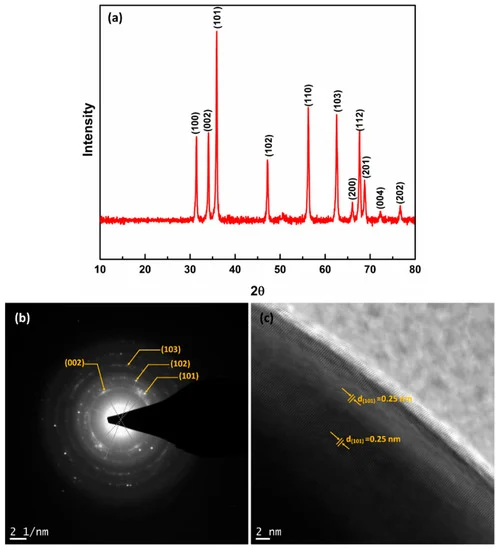 (a)
Intensity
(100)
(002)
(101)
(102)
(110)
(103)
(200)
(112)
(201)
(004)
(202)
10 20 30 40 50 60 70 80
2θ
(b)
(103)
(002)
(102)
(101)
2 1/nm
(c)
d(101) =0.25 nm
d(101) =0.25 nm
2 nm